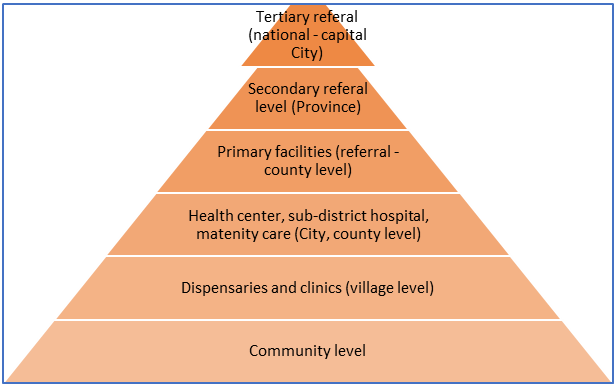 Tertiary referal
(national - capital
City)
Secondary referal
level (Province)
Primary facilities (referral -
county level)
Health center, sub-district hospital,
matenity care (City, county level)
Dispensaries and clinics (village level)
Community level